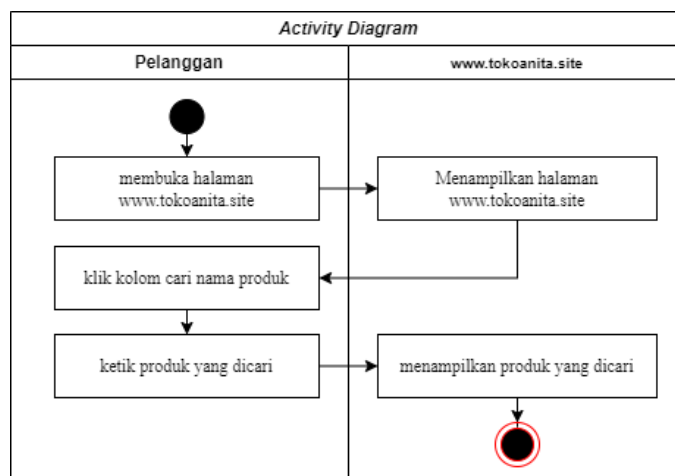 Activity Diagram
Pelanggan
www.tokoanita.site
membuka halaman
www.tokoanita.site
Menampilkan halaman
www.tokoanita.site
klik kolom cari nama produk
ketik produk yang dicari
menampilkan produk yang dicari